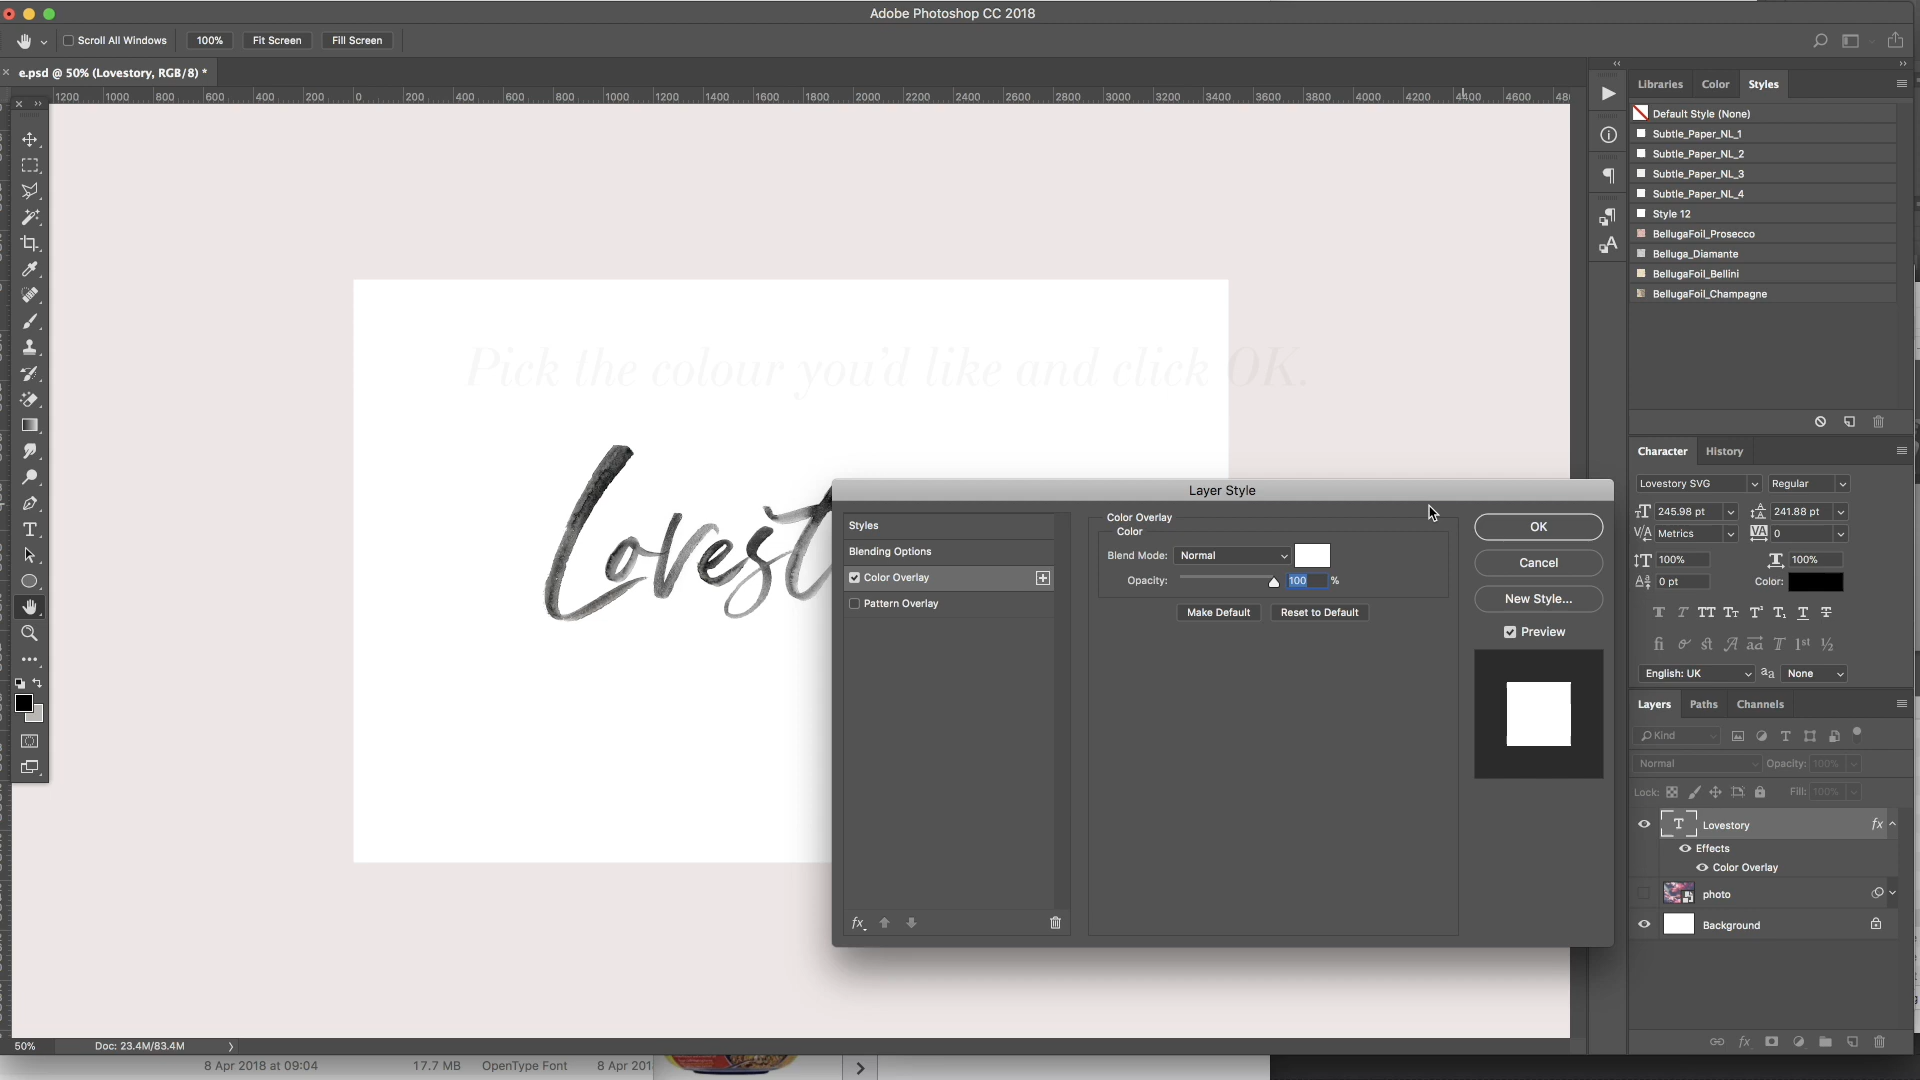 Adobe Photoshop CC 2018
Scroll All Windows 100% Fit Screen Fill Screen
e.psd @ 50% (Lovestory, RGB/8) *
1200 1000 800 600 400 200 0 200 400 600 800 1000 1200 1400 1600 1800 2000 2200 2400 2600 2800 3000 3200 3400 3600 3800 4000 4200 4400 4600
Libraries Color Styles
Default Style (None)
Subtle_Paper_NL_1
Subtle_Paper_NL_2
Subtle_Paper_NL_3
Subtle_Paper_NL_4
Style 12
BellugaFoil_Prosecco
Belluga_Diamante
BellugaFoil_Bellini
BellugaFoil_Champagne
Pick the colour you'd like and click OK.
Lovest
Layer Style
Styles
Blending Options
Color Overlay
Pattern Overlay
fx
Color Overlay
Color
Blend Mode: Normal
Opacity: 100 %
Make Default Reset to Default
OK
Cancel
New Style...
Preview
Character History
Lovestory SVG Regular
245.98 pt 241.88 pt
Metrics 0
100% 100%
0 pt Color:
English: UK None
Layers Paths Channels
Kind
Normal Opacity: 100%
Lock: Fill: 100%
Lovestory fx
Effects
Color Overlay
photo
Background
50% Doc: 23.4M/83.4M
8 Apr 2018 at 09:04 17.7 MB OpenType Font 8 Apr 201